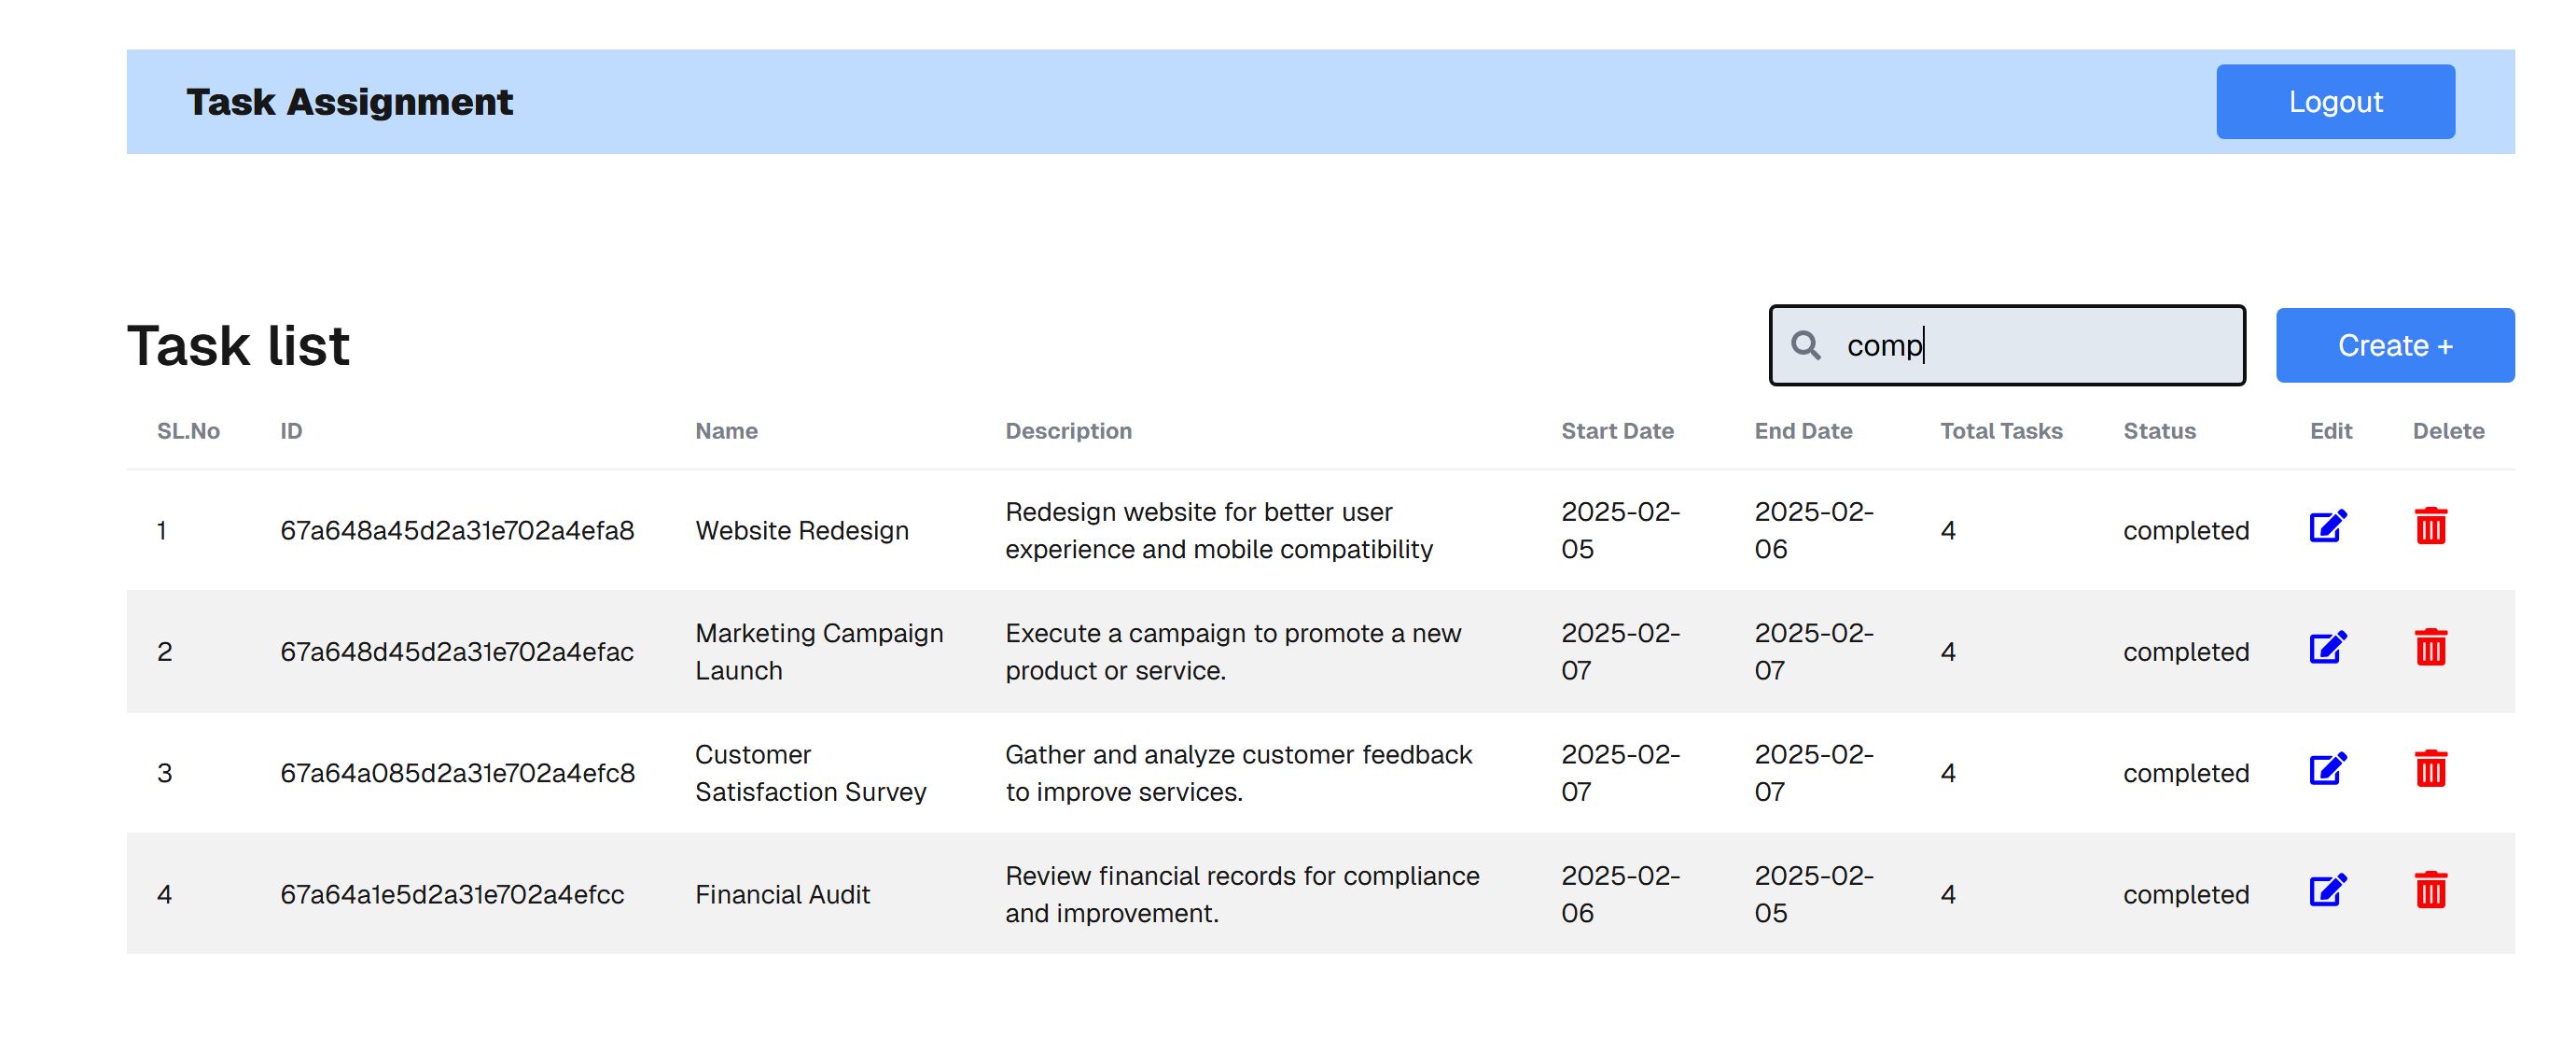 Task Assignment
Logout
Task list
comp
Create +
SL.No ID Name Description Start Date End Date Total Tasks Status Edit Delete
1 67a648a45d2a31e702a4efa8 Website Redesign Redesign website for better user experience and mobile compatibility 2025-02-05 2025-02-06 4 completed
2 67a648d45d2a31e702a4efac Marketing Campaign Launch Execute a campaign to promote a new product or service. 2025-02-07 2025-02-07 4 completed
3 67a64a085d2a31e702a4efc8 Customer Satisfaction Survey Gather and analyze customer feedback to improve services. 2025-02-07 2025-02-07 4 completed
4 67a64a1e5d2a31e702a4efcc Financial Audit Review financial records for compliance and improvement. 2025-02-06 2025-02-05 4 completed